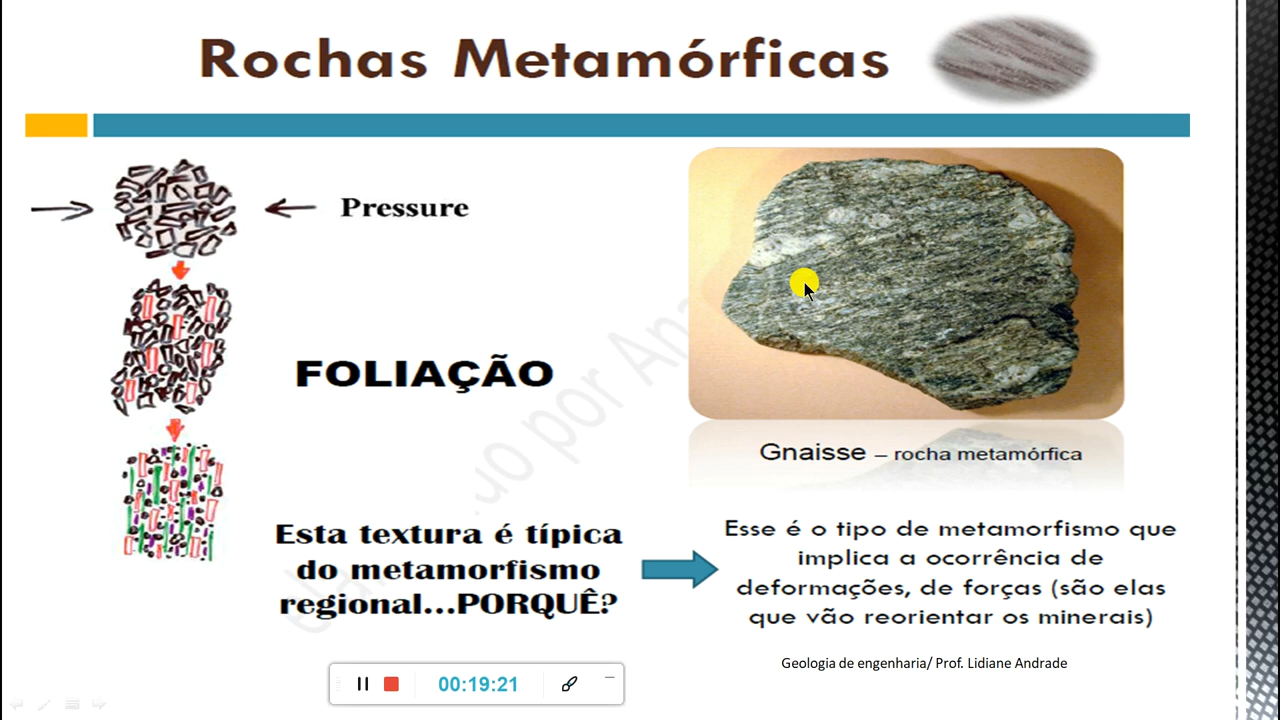 Rochas Metamórficas
Pressure
FOLIAÇÃO
Gnaisse – rocha metamórfica
Esta textura é típica
do metamorfismo
regional...PORQUÊ?
Esse é o tipo de metamorfismo que
implica a ocorrência de
deformações, de forças (são elas
que vão reorientar os minerais)
Geologia de engenharia/ Prof. Lidiane Andrade
00:19:21
por Ana